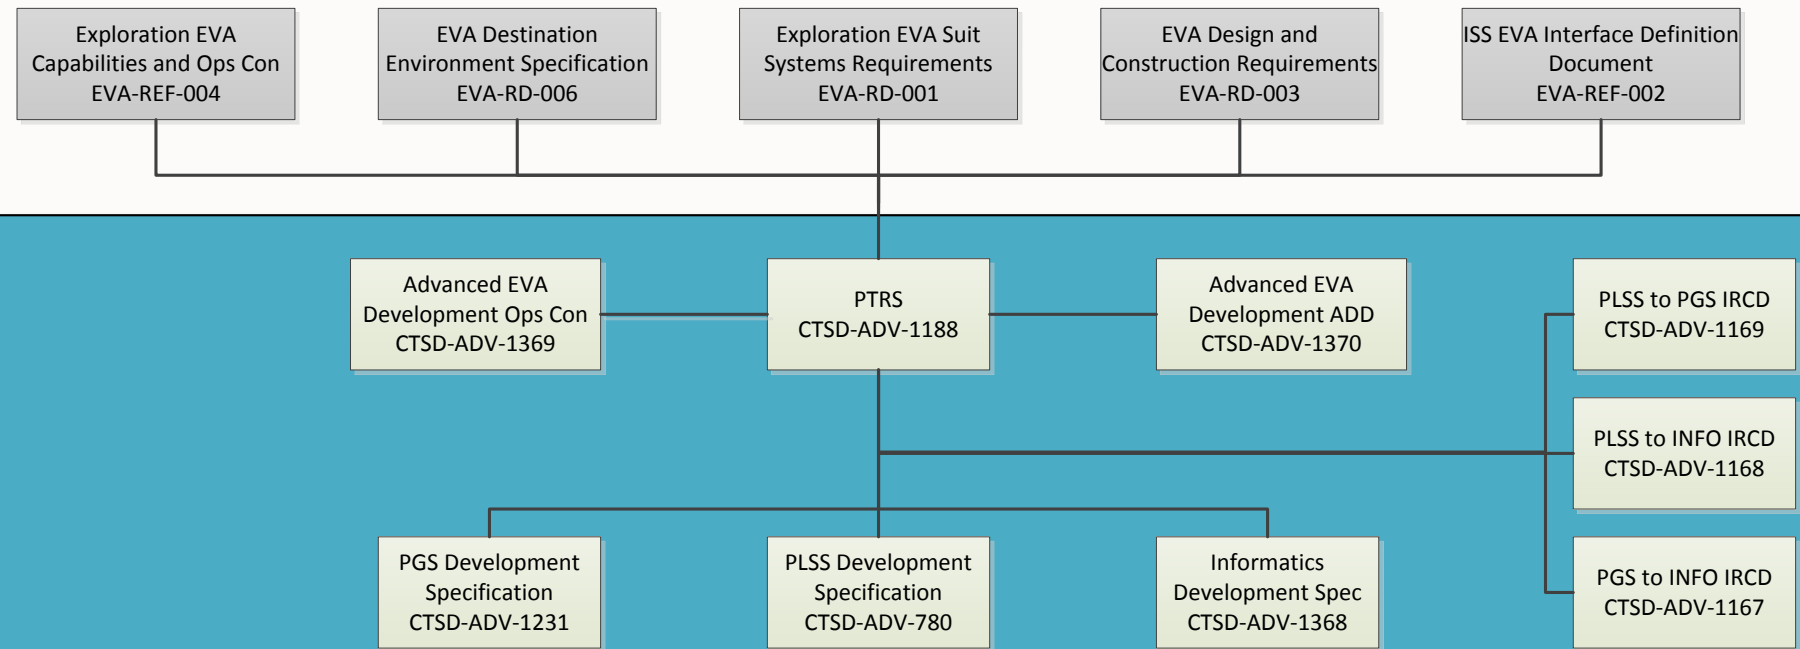 Exploration EVA
Capabilities and Ops Con
EVA-REF-004
EVA Destination
Environment Specification
EVA-RD-006
Exploration EVA Suit
Systems Requirements
EVA-RD-001
EVA Design and
Construction Requirements
EVA-RD-003
ISS EVA Interface Definition
Document
EVA-REF-002
Advanced EVA
Development Ops Con
CTSD-ADV-1369
PTRS
CTSD-ADV-1188
Advanced EVA
Development ADD
CTSD-ADV-1370
PLSS to PGS IRCD
CTSD-ADV-1169
PLSS to INFO IRCD
CTSD-ADV-1168
PGS Development
Specification
CTSD-ADV-1231
PLSS Development
Specification
CTSD-ADV-780
Informatics
Development Spec
CTSD-ADV-1368
PGS to INFO IRCD
CTSD-ADV-1167